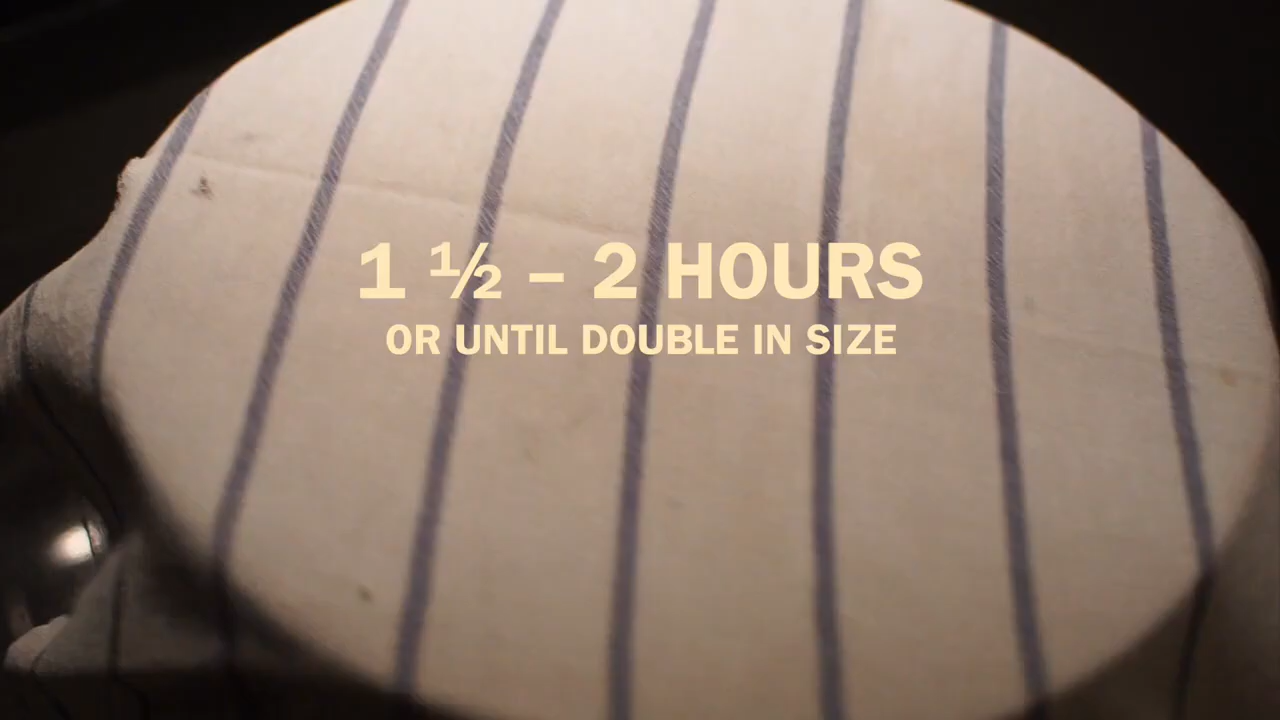 1 ½ – 2 HOURS
OR UNTIL DOUBLE IN SIZE